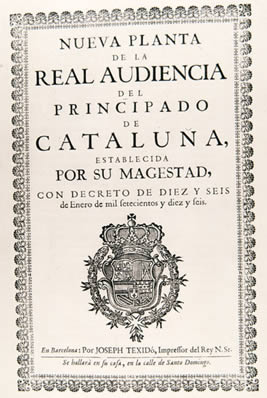 NUEVA PLANTA
DE LA
REAL AUDIENCIA
DEL
PRINCIPADO
DE
CATALUNA,
ESTABLECIDA
POR SU MAGESTAD,
CON DECRETO DE DIEZ Y SEIS
de Enero de mil setecientos y diez y seis.
En Barcelona: Por JOSEPH TEXIDÒ, Impressor del Rey N. Sr.
Se hallarà en su casa, en la calle de Santo Domingo.